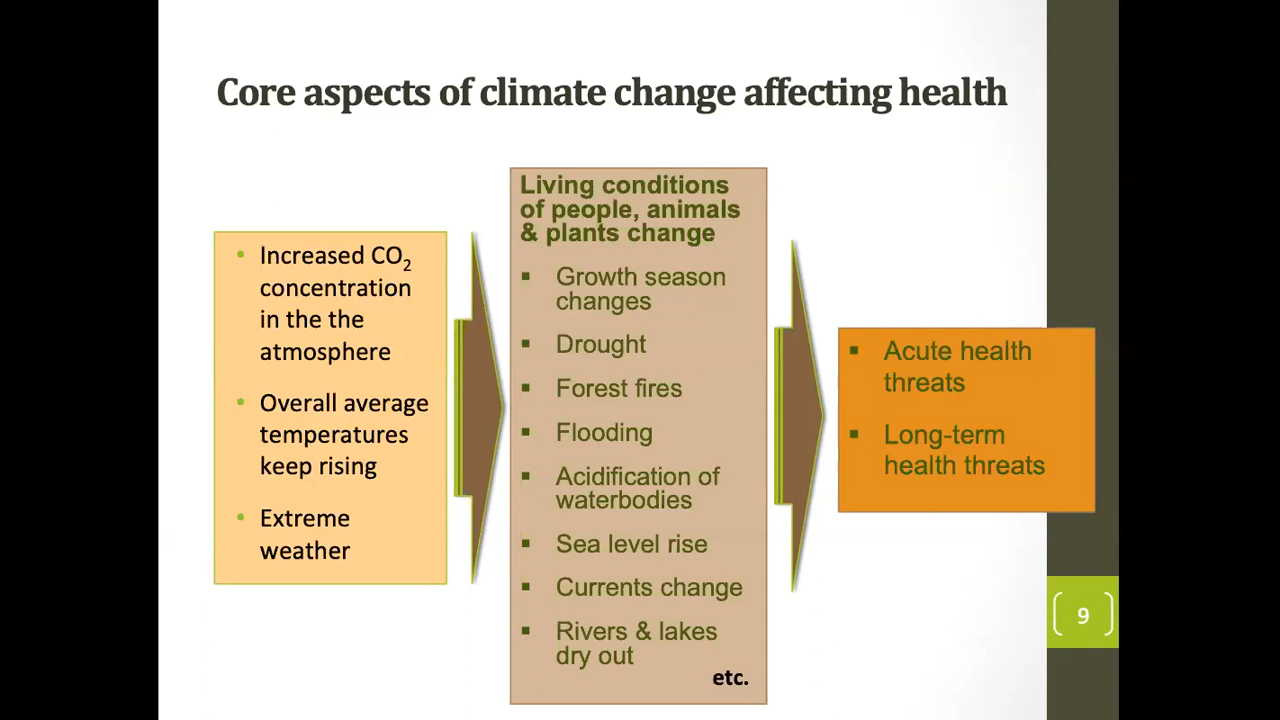 Core aspects of climate change affecting health
• Increased CO₂
concentration
in the the
atmosphere
• Overall average
temperatures
keep rising
• Extreme
weather
Living conditions
of people, animals
& plants change
▪ Growth season
changes
▪ Drought
▪ Forest fires
▪ Flooding
▪ Acidification of
waterbodies
▪ Sea level rise
▪ Currents change
▪ Rivers & lakes
dry out
etc.
▪ Acute health
threats
▪ Long-term
health threats
9